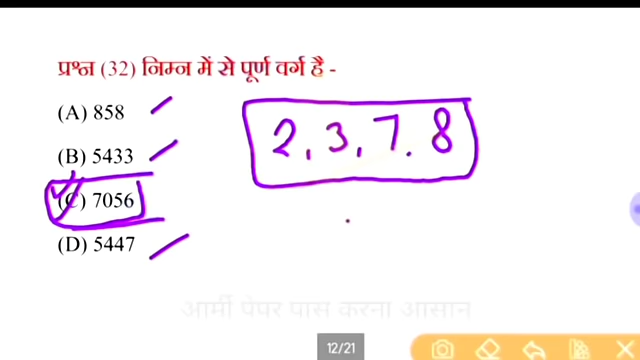 प्रश्न (32) निम्न में से पूर्ण वर्ग है -
(A) 858
(B) 5433
(C) 7056
(D) 5447
2, 3, 7. 8
आर्मी पेपर पास करना आसान
12/21